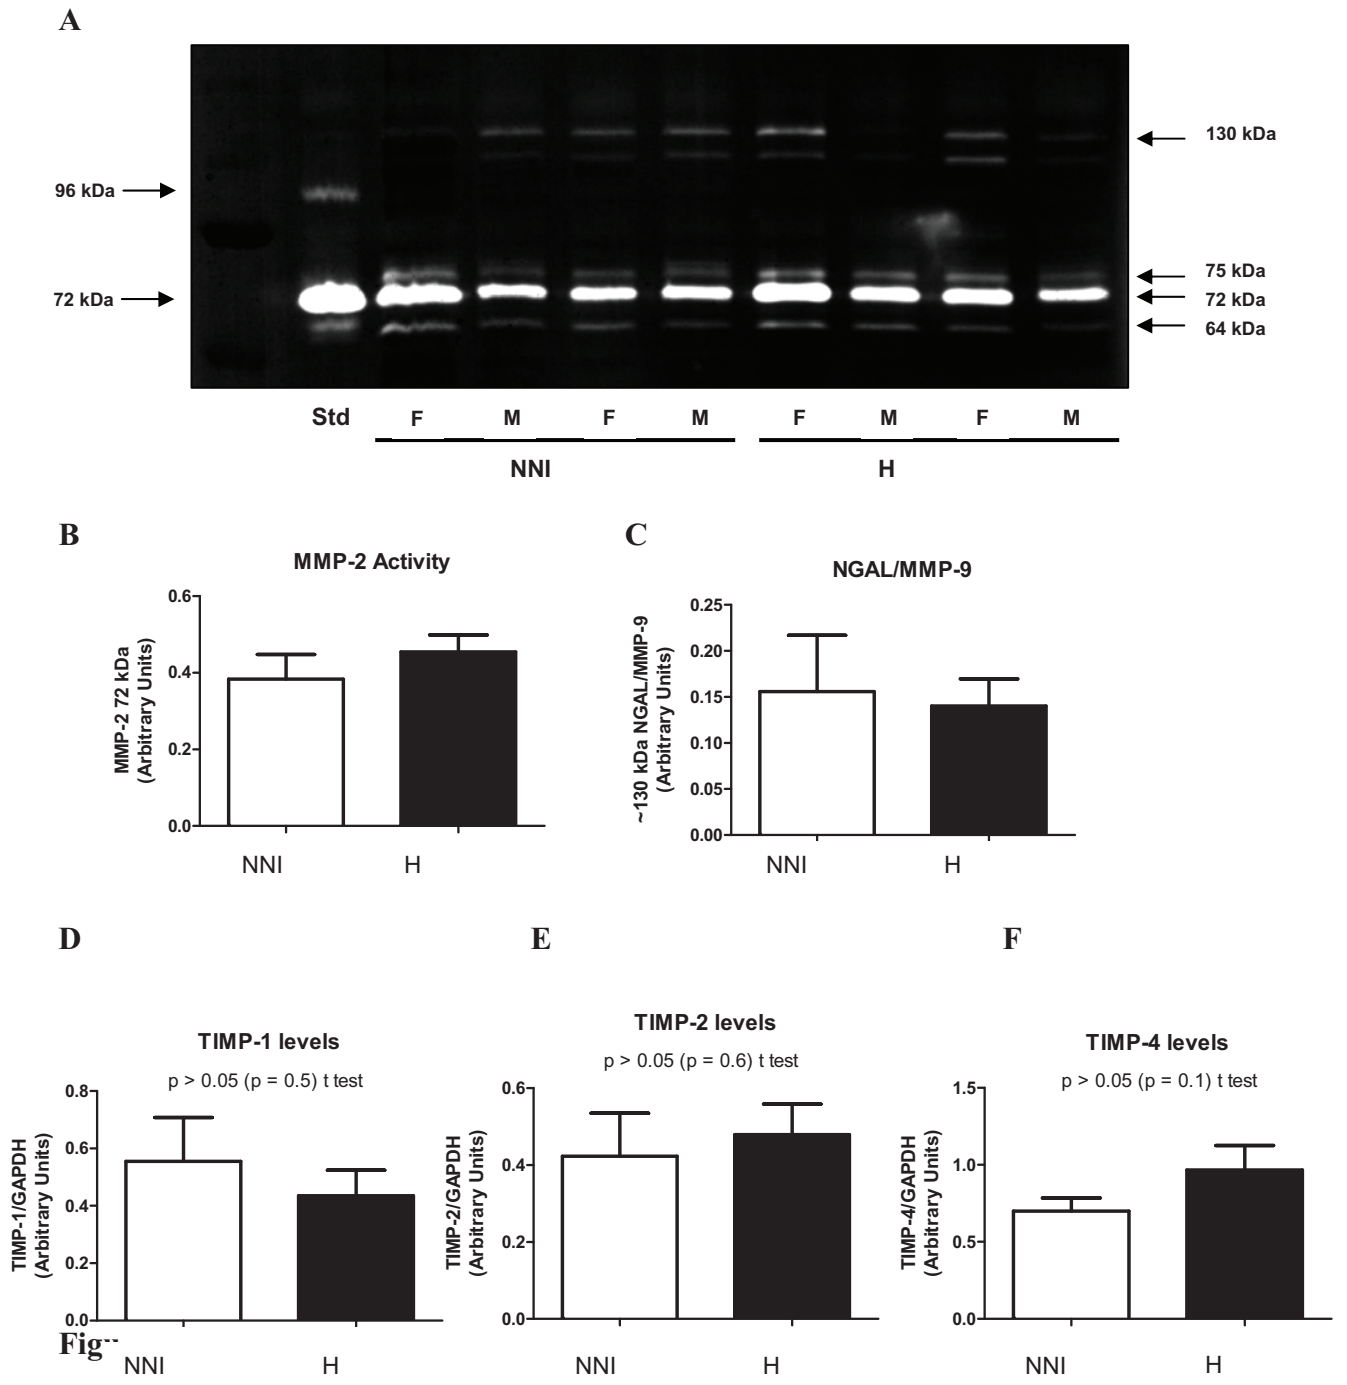 A
130 kDa
96 kDa
75 kDa
72 kDa
72 kDa
64 kDa
Std F M F M F M F M
NNI H
B
MMP-2 Activity
MMP-2 72 kDa
(Arbitrary Units)
0.6
0.4
0.2
0.0
NNI H
C
NGAL/MMP-9
~130 kDa NGAL/MMP-9
(Arbitrary Units)
0.25
0.20
0.15
0.10
0.05
0.00
NNI H
D
TIMP-1 levels
p > 0.05 (p = 0.5) t test
TIMP-1/GAPDH
(Arbitrary Units)
0.8
0.6
0.4
0.2
0.0
NNI H
E
TIMP-2 levels
p > 0.05 (p = 0.6) t test
TIMP-2/GAPDH
(Arbitrary Units)
0.6
0.4
0.2
0.0
NNI H
F
TIMP-4 levels
p > 0.05 (p = 0.1) t test
TIMP-4/GAPDH
(Arbitrary Units)
1.5
1.0
0.5
0.0
NNI H
Fig